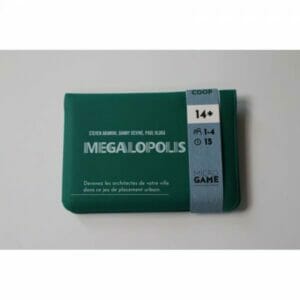 STEVEN ARAMINI, DANNY DEVINE, PAUL KLUKA
MEGALOPOLIS
Devenez les architectes de votre ville
dans ce jeu de placement urbain.
COOP
14+
1-4
15
MICRO
GAME